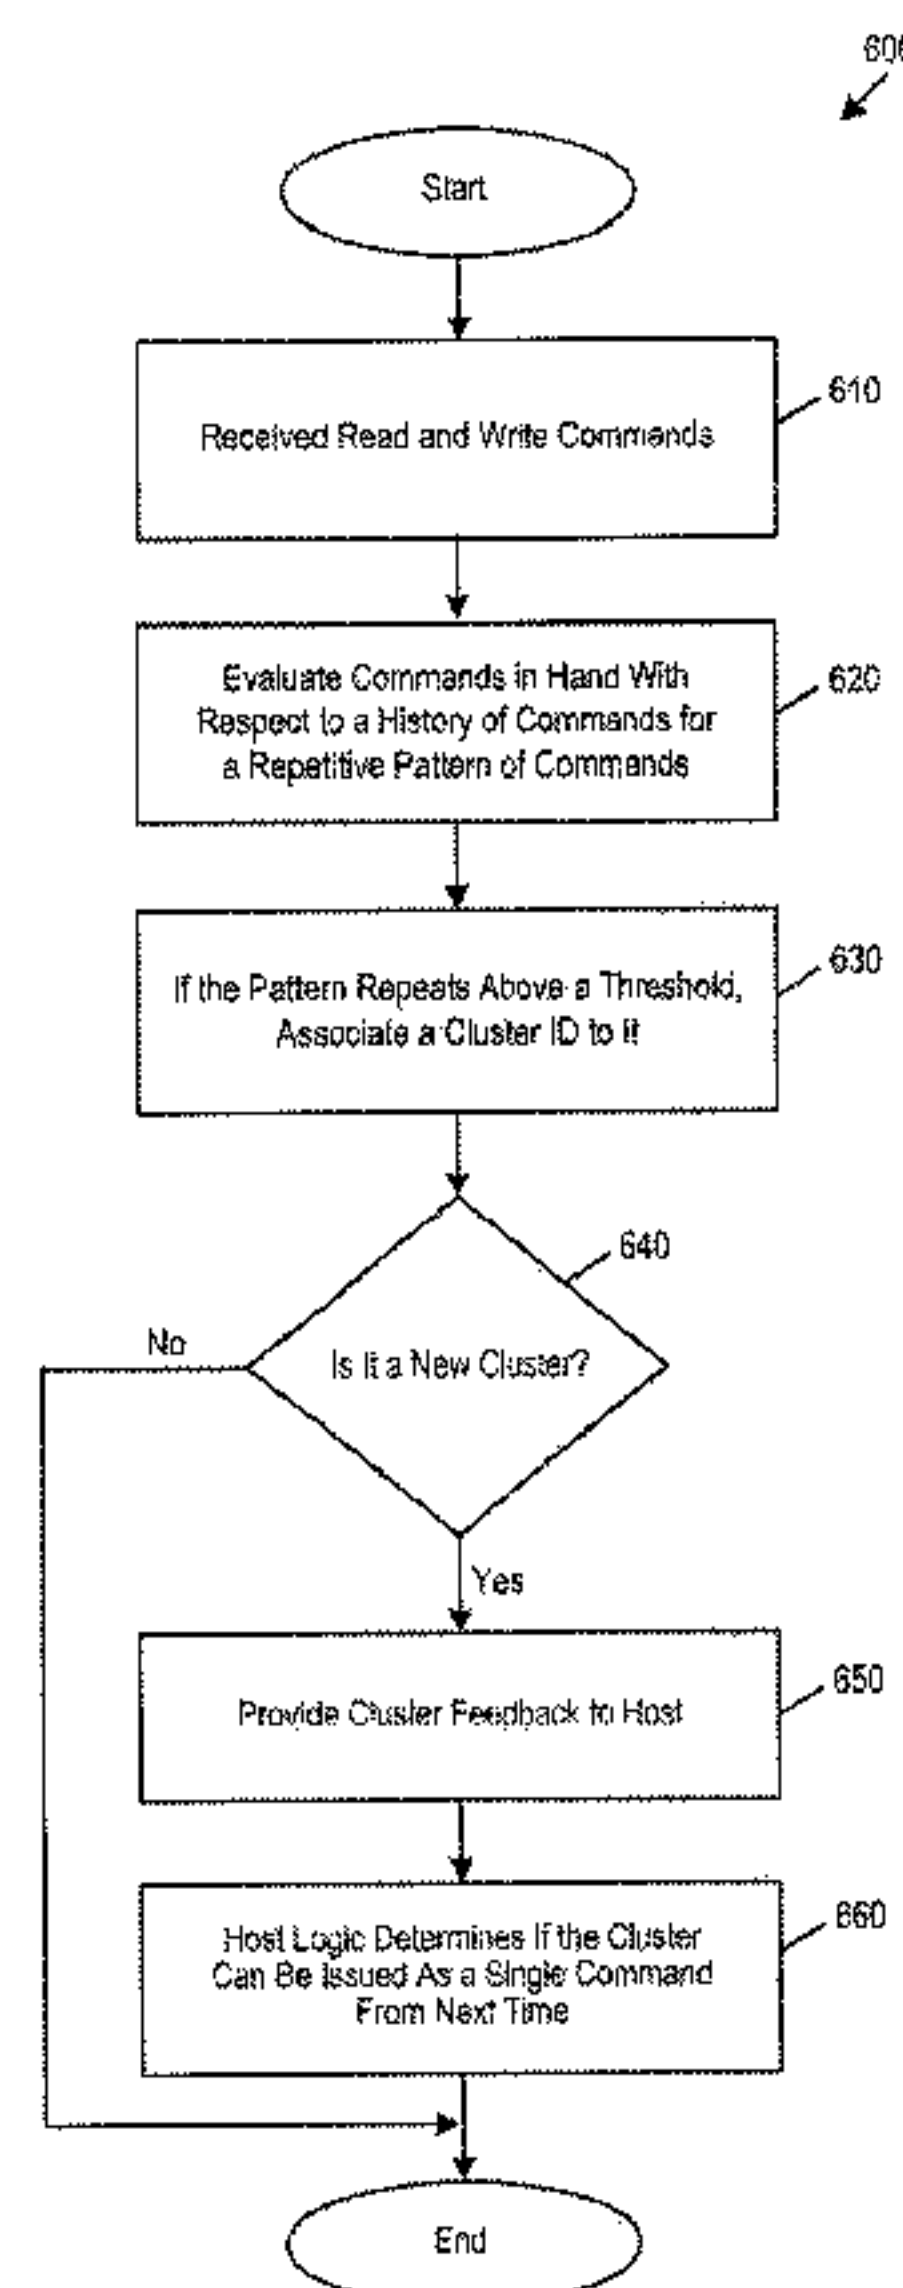 600
Start
Received Read and Write Commands
610
Evaluate Commands in Hand With
Respect to a History of Commands for
a Repetitive Pattern of Commands
620
If the Pattern Repeats Above a Threshold,
Associate a Cluster ID to It
630
640
Is It a New Cluster?
No
Yes
Provide Cluster Feedback to Host
650
Host Logic Determines If the Cluster
Can Be Issued As a Single Command
From Next Time
660
End